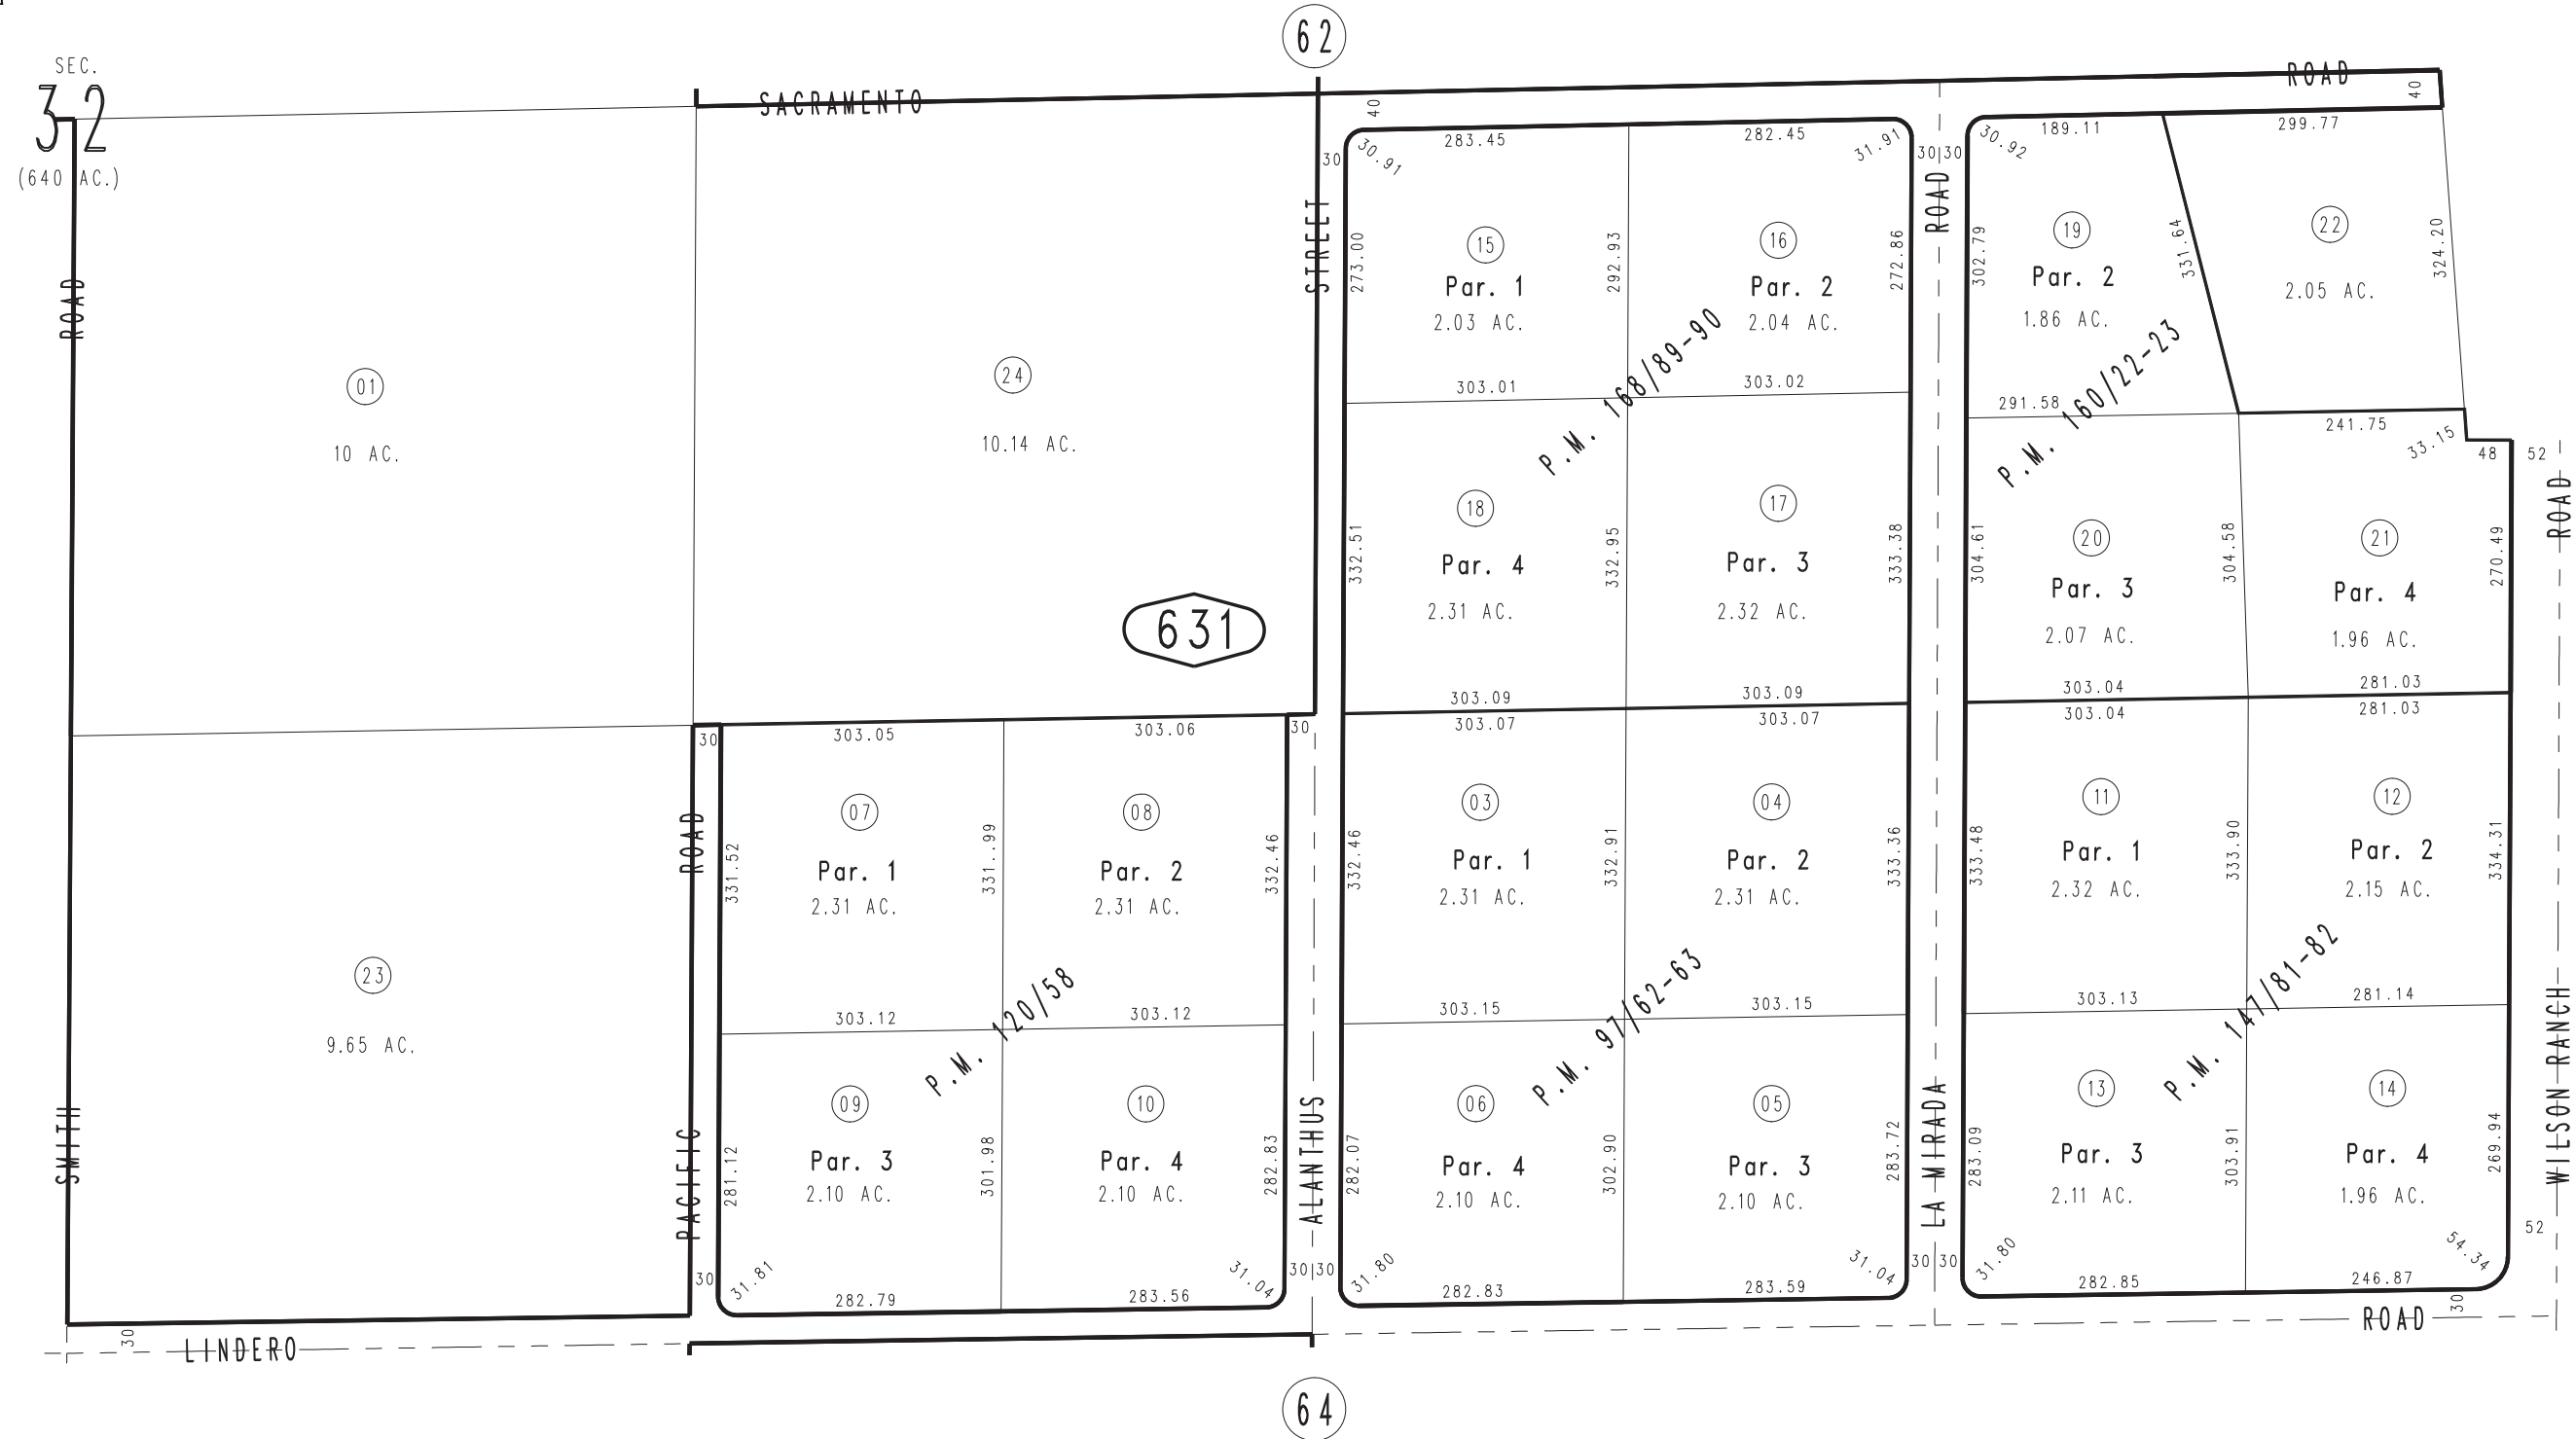 62
SEC.
32
(640 AC.)
SACRAMENTO
ROAD
40
40
283.45
282.45
189.11
299.77
30.91
31.91
30.92
30
30
30
ROAD
STREET
ROAD
01
10 AC.
24
10.14 AC.
15
Par. 1
2.03 AC.
273.00
292.93
16
Par. 2
2.04 AC.
272.86
302.79
19
Par. 2
1.86 AC.
331.64
22
2.05 AC.
324.20
303.01
303.02
291.58
241.75
33.15
48
52
P.M. 168/89-90
P.M. 160/22-23
18
Par. 4
2.31 AC.
332.51
332.95
17
Par. 3
2.32 AC.
333.38
304.61
20
Par. 3
2.07 AC.
304.58
21
Par. 4
1.96 AC.
270.49
ROAD
631
303.09
303.09
303.04
281.03
30
303.05
303.06
30
303.07
303.07
303.04
281.03
ROAD
07
Par. 1
2.31 AC.
331.52
331.99
08
Par. 2
2.31 AC.
332.46
332.46
03
Par. 1
2.31 AC.
332.91
04
Par. 2
2.31 AC.
333.36
333.48
11
Par. 1
2.32 AC.
333.90
12
Par. 2
2.15 AC.
334.31
23
9.65 AC.
303.12
303.12
303.15
303.15
303.13
281.14
P.M. 120/58
P.M. 97/62-63
P.M. 147/81-82
SMITH
PACIFIC
ALANTHUS
LA MIRADA
WILSON RANCH
09
Par. 3
2.10 AC.
281.12
301.98
10
Par. 4
2.10 AC.
282.83
282.07
06
Par. 4
2.10 AC.
302.90
05
Par. 3
2.10 AC.
283.72
283.09
13
Par. 3
2.11 AC.
303.91
14
Par. 4
1.96 AC.
269.94
52
30
31.81
31.04
30
30
31.80
31.04
30
30
31.80
54.34
282.79
283.56
282.83
283.59
282.85
246.87
30
30
LINDERO
ROAD
64